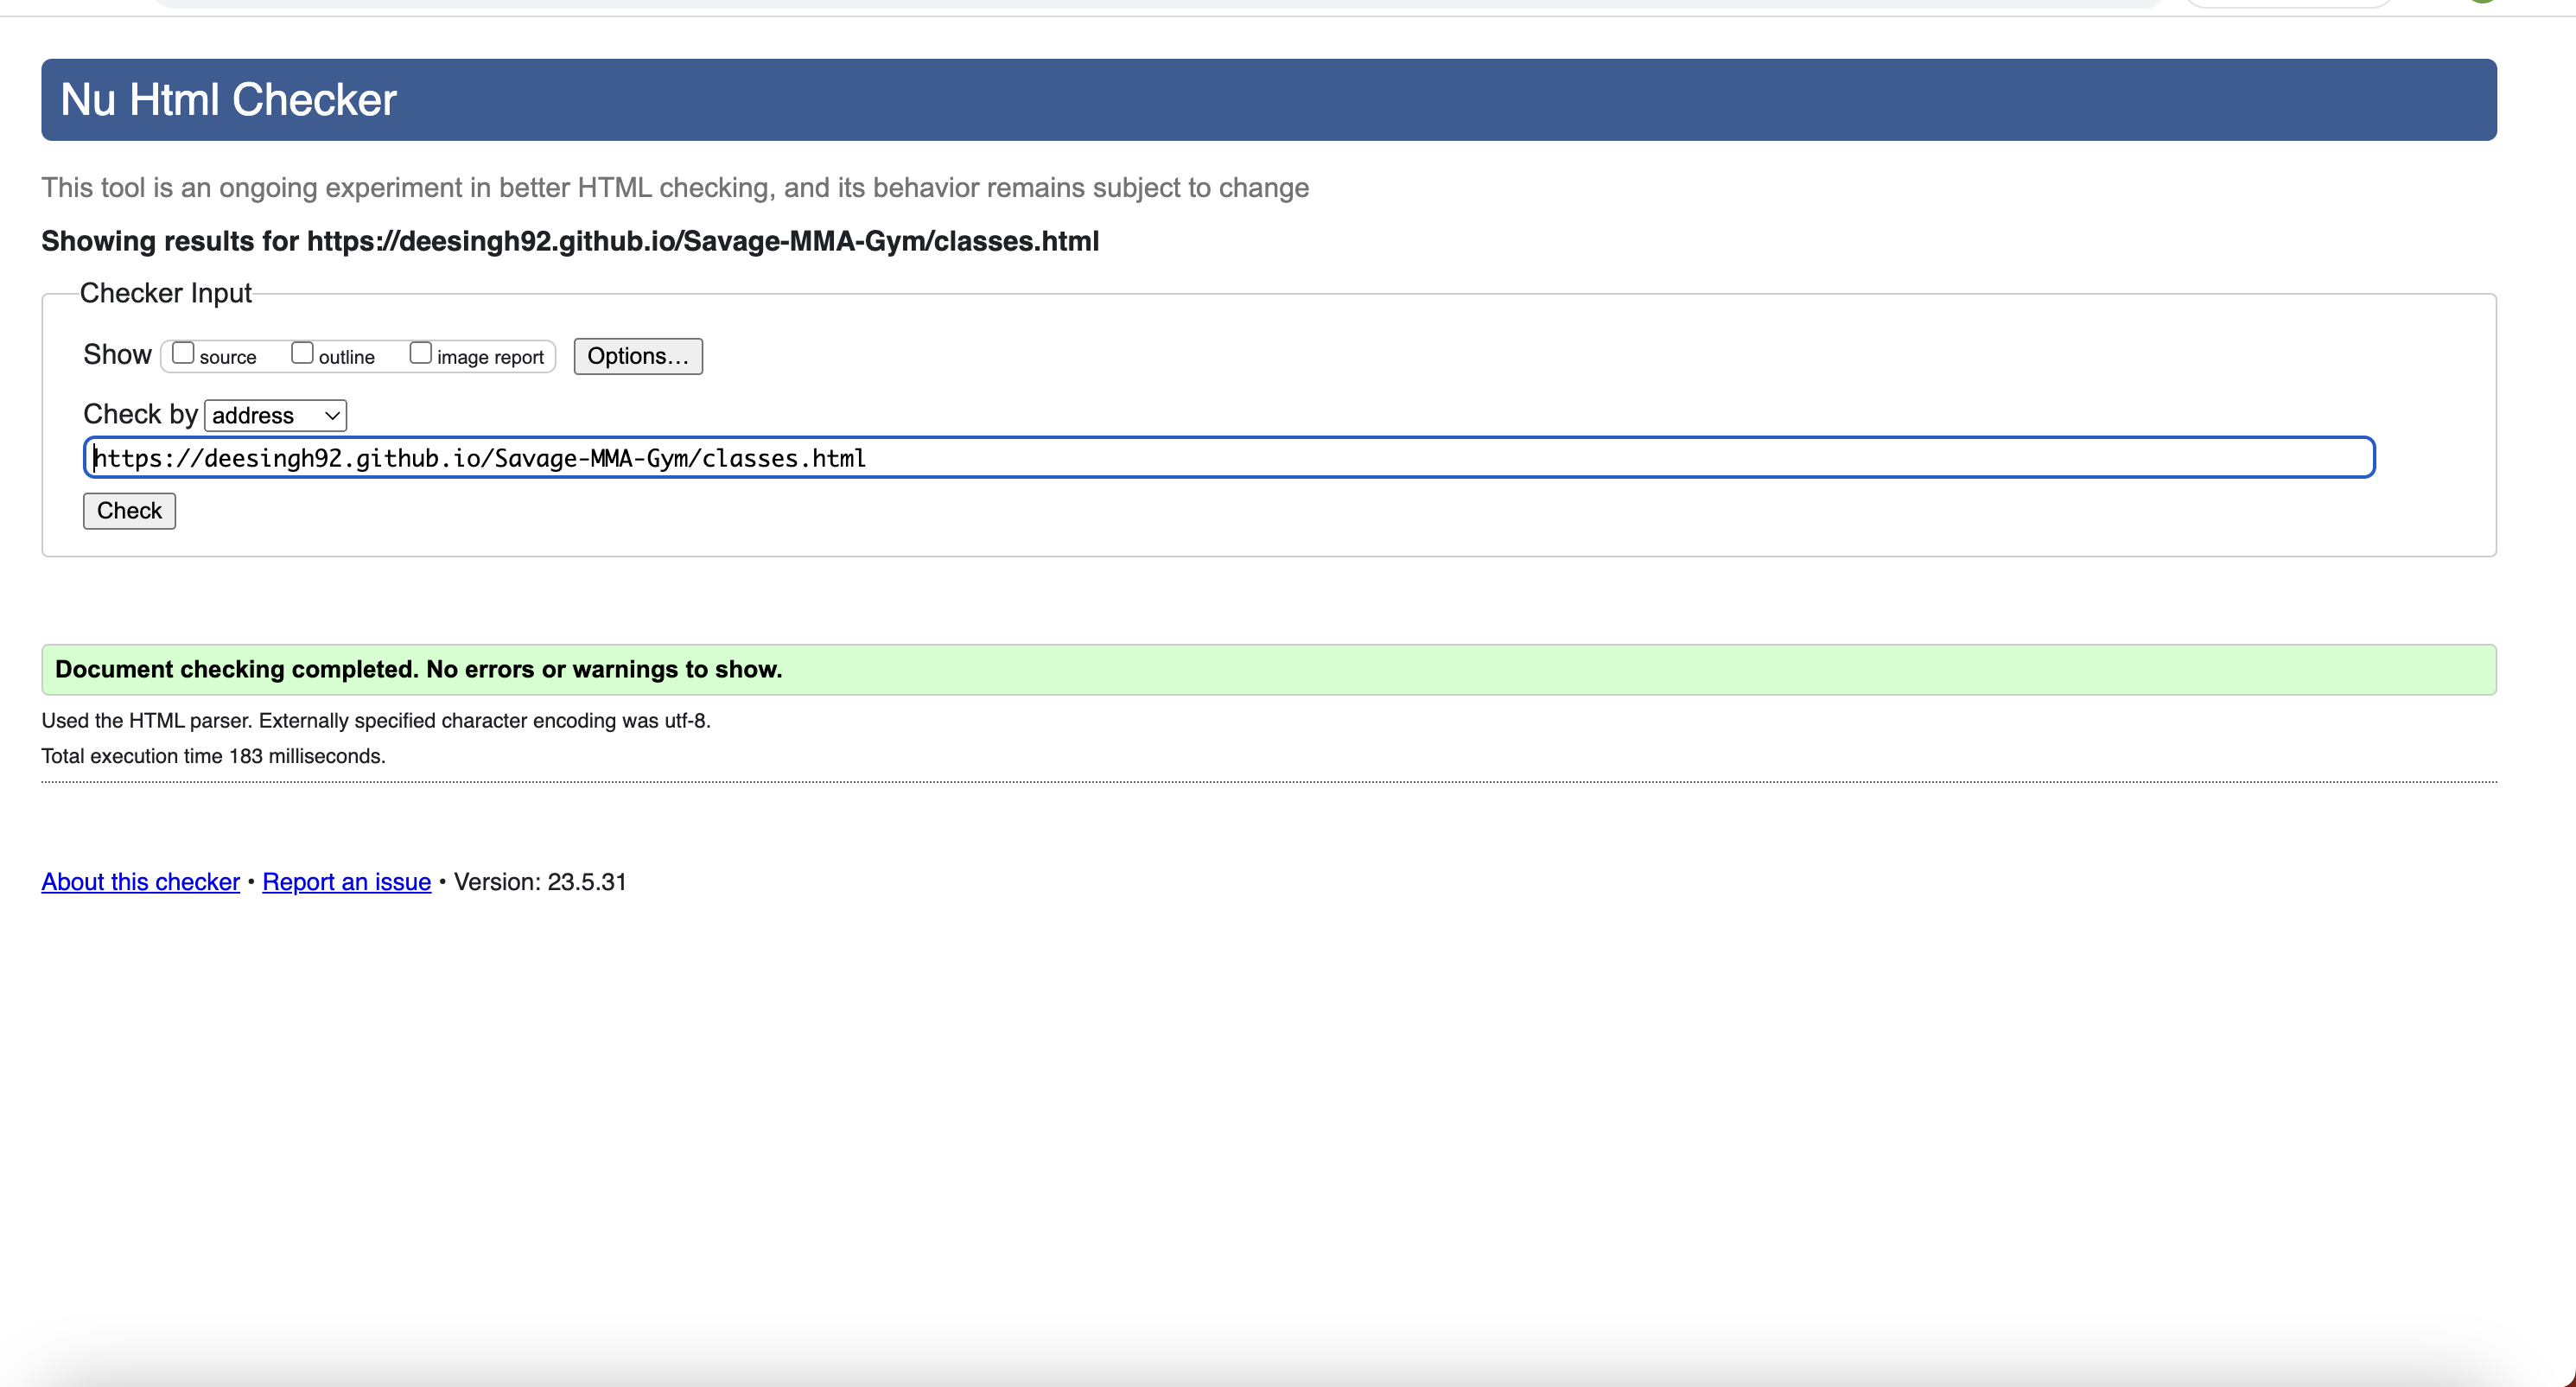 Nu Html Checker
This tool is an ongoing experiment in better HTML checking, and its behavior remains subject to change
Showing results for https://deesingh92.github.io/Savage-MMA-Gym/classes.html
Checker Input
Show source outline image report Options...
Check by address
https://deesingh92.github.io/Savage-MMA-Gym/classes.html
Check
Document checking completed. No errors or warnings to show.
Used the HTML parser. Externally specified character encoding was utf-8.
Total execution time 183 milliseconds.
About this checker • Report an issue • Version: 23.5.31